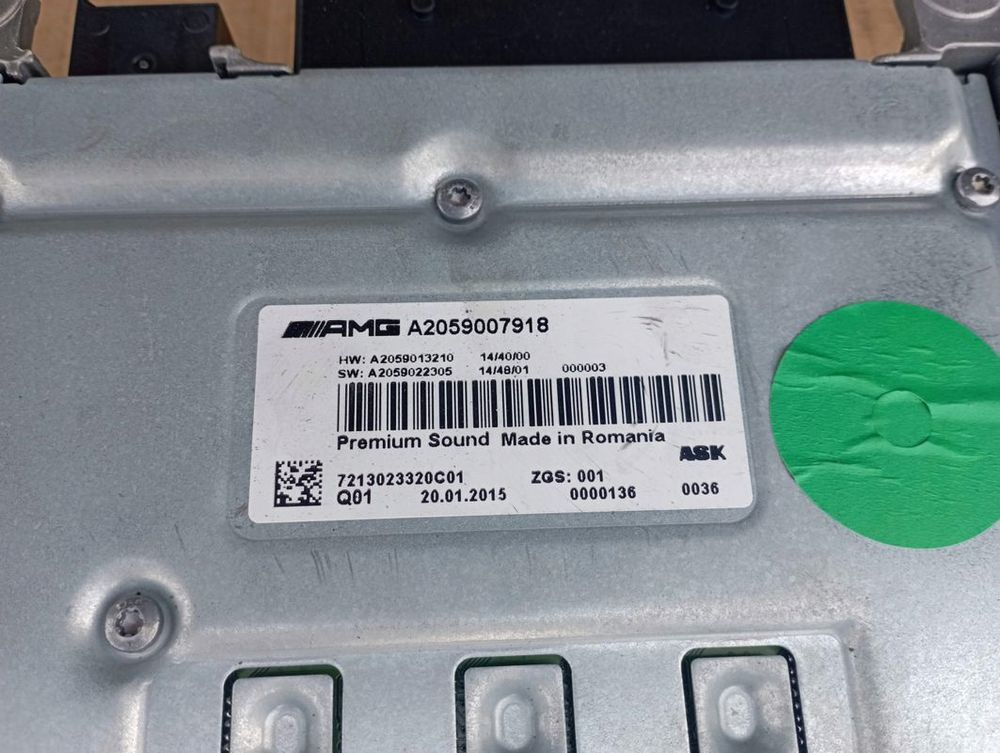 AMG A2059007918
HW: A2059013210 14/40/00
SW: A2059022305 14/48/01 000003
Premium Sound Made in Romania
ASK
7213023320C01 ZGS: 001
Q01 20.01.2015 0000136 0036